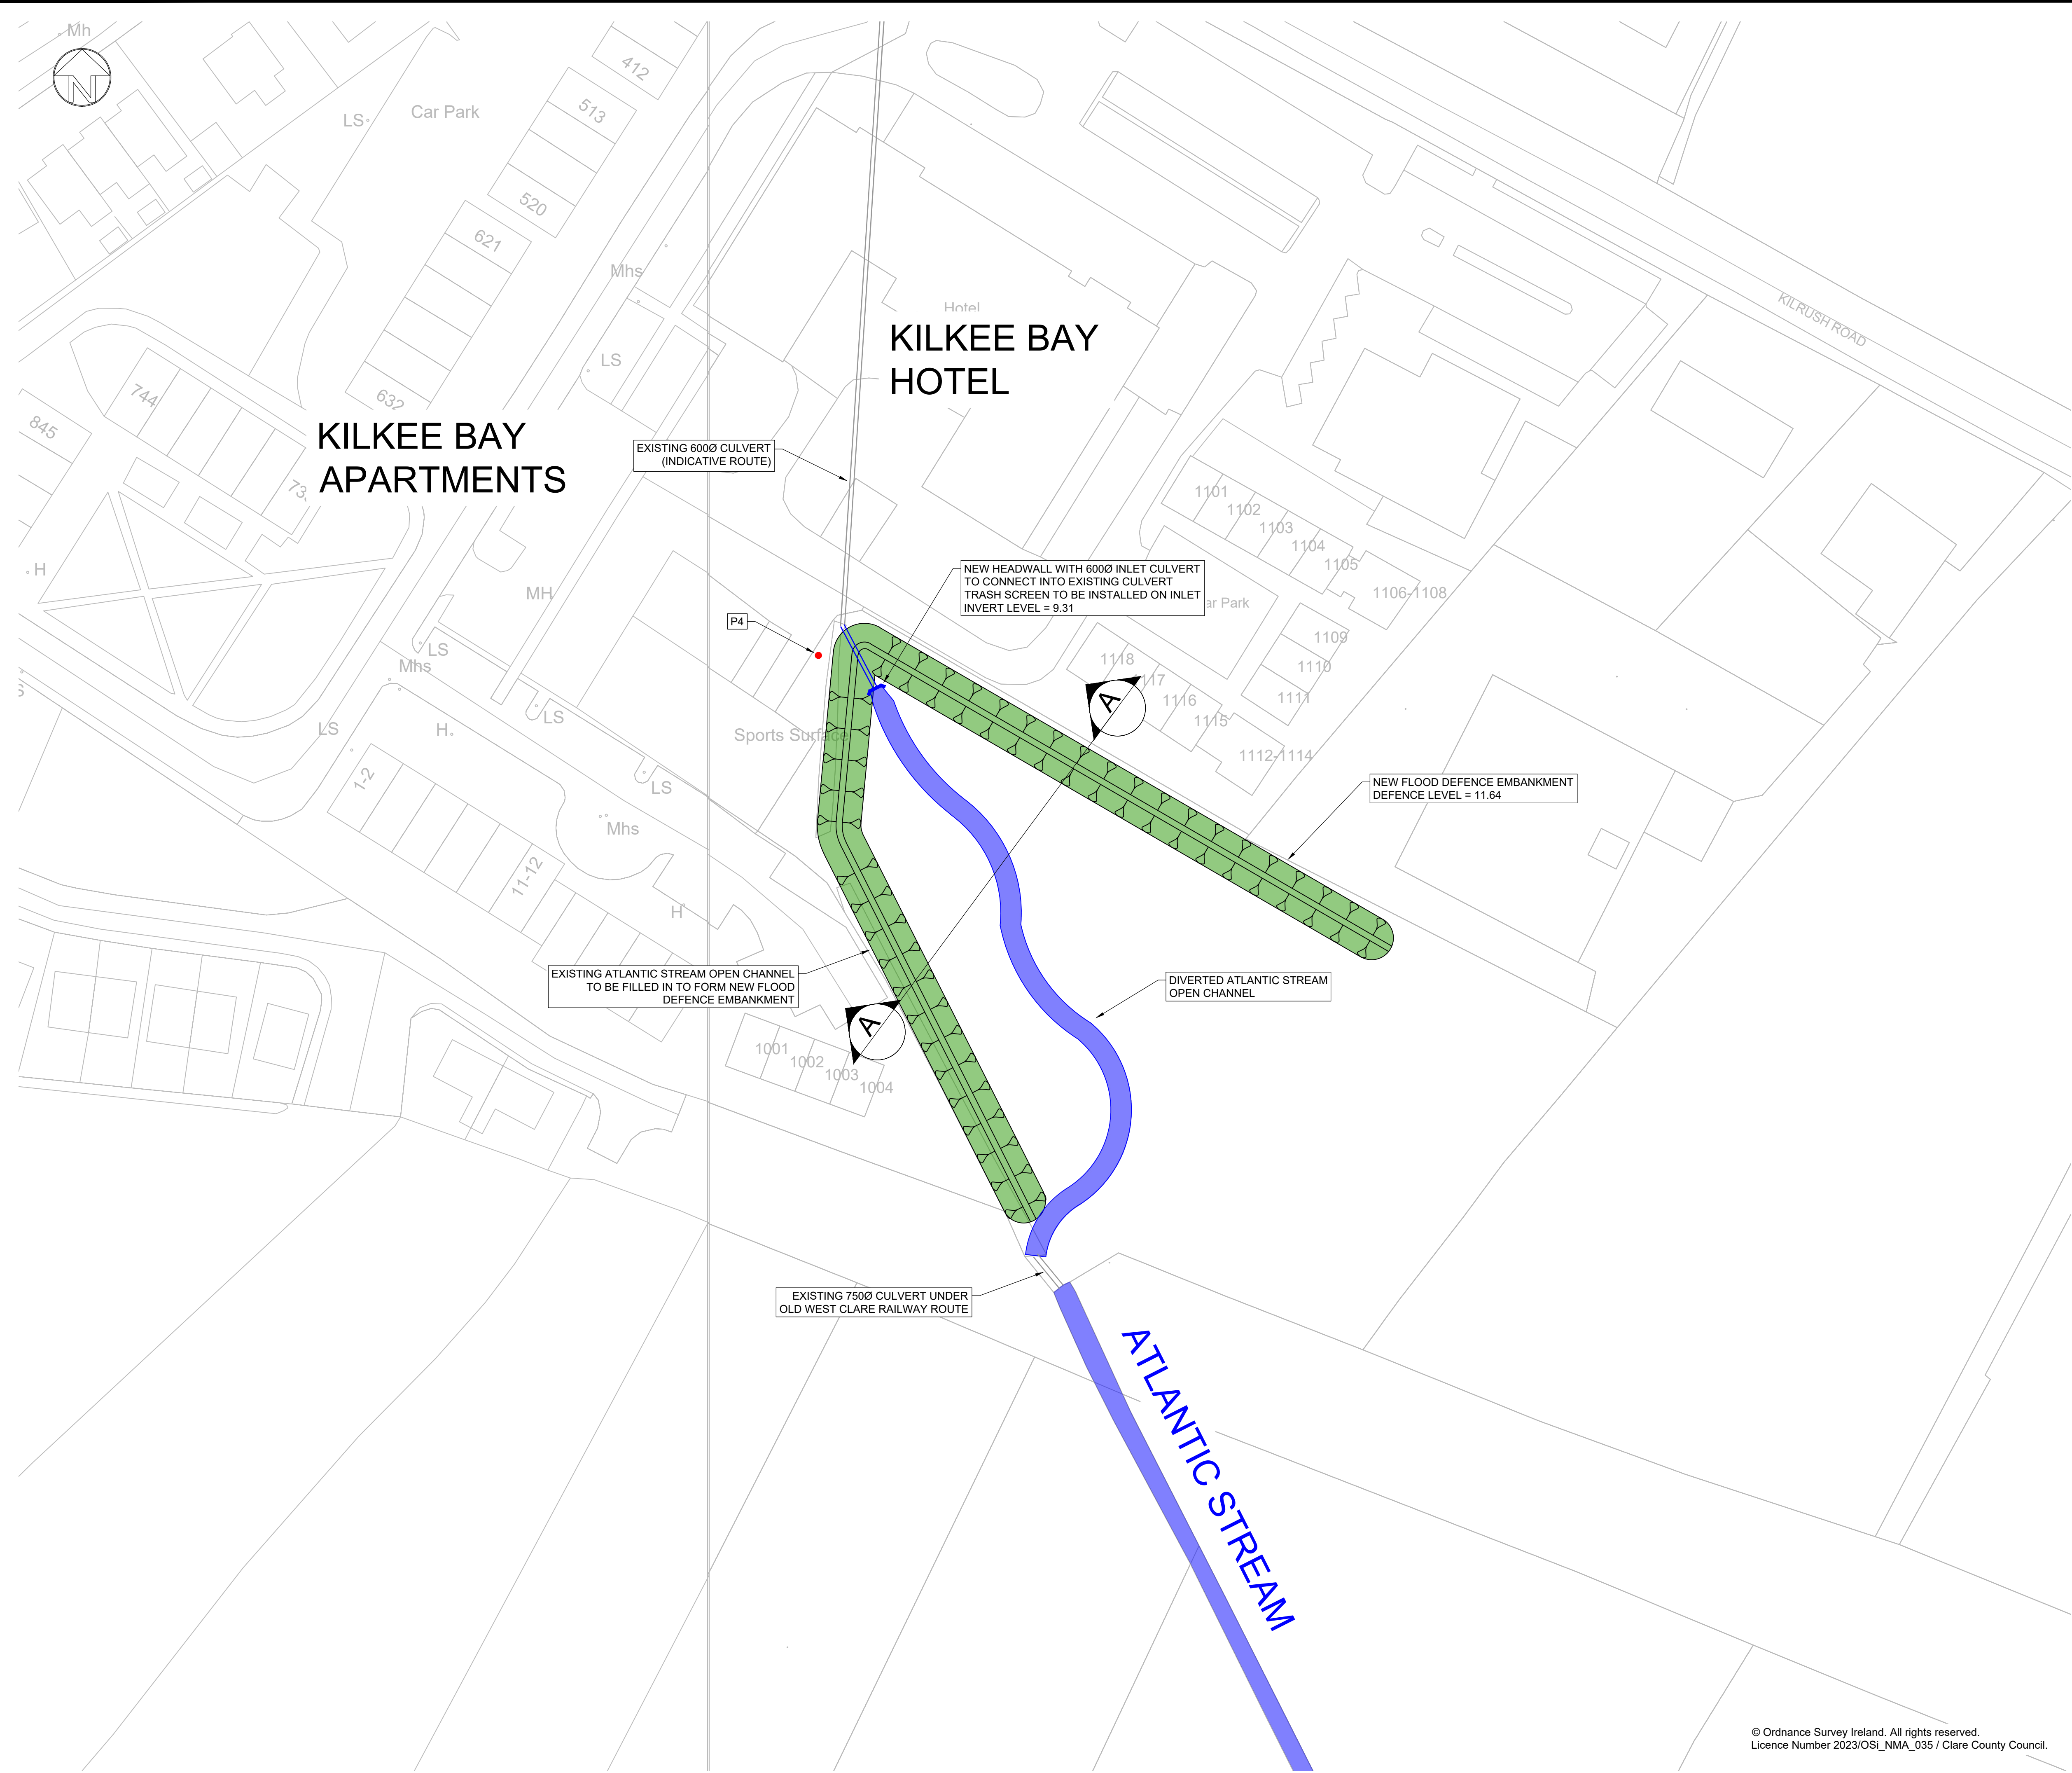 Mh
N
LS
Car Park
412
513
520
621
632
Mhs
LS
Hotel
KILKEE BAY
HOTEL
KILRUSH ROAD
744
845
KILKEE BAY
APARTMENTS
EXISTING 600Ø CULVERT
(INDICATIVE ROUTE)
H
MH
LS
Mhs
1101
1102
1103
1104
1105
1106-1108
NEW HEADWALL WITH 600Ø INLET CULVERT
TO CONNECT INTO EXISTING CULVERT
TRASH SCREEN TO BE INSTALLED ON INLET
INVERT LEVEL = 9.31
P4
1109
1110
1111
1118
1116
1115
1112-1114
A
LS
H
LS
Sports Surface
1-2
LS
Mhs
11-12
H
NEW FLOOD DEFENCE EMBANKMENT
DEFENCE LEVEL = 11.64
EXISTING ATLANTIC STREAM OPEN CHANNEL
TO BE FILLED IN TO FORM NEW FLOOD
DEFENCE EMBANKMENT
DIVERTED ATLANTIC STREAM
OPEN CHANNEL
A
1001
1002
1003
1004
EXISTING 750Ø CULVERT UNDER
OLD WEST CLARE RAILWAY ROUTE
ATLANTIC STREAM
© Ordnance Survey Ireland. All rights reserved.
Licence Number 2023/OSi_NMA_035 / Clare County Council.